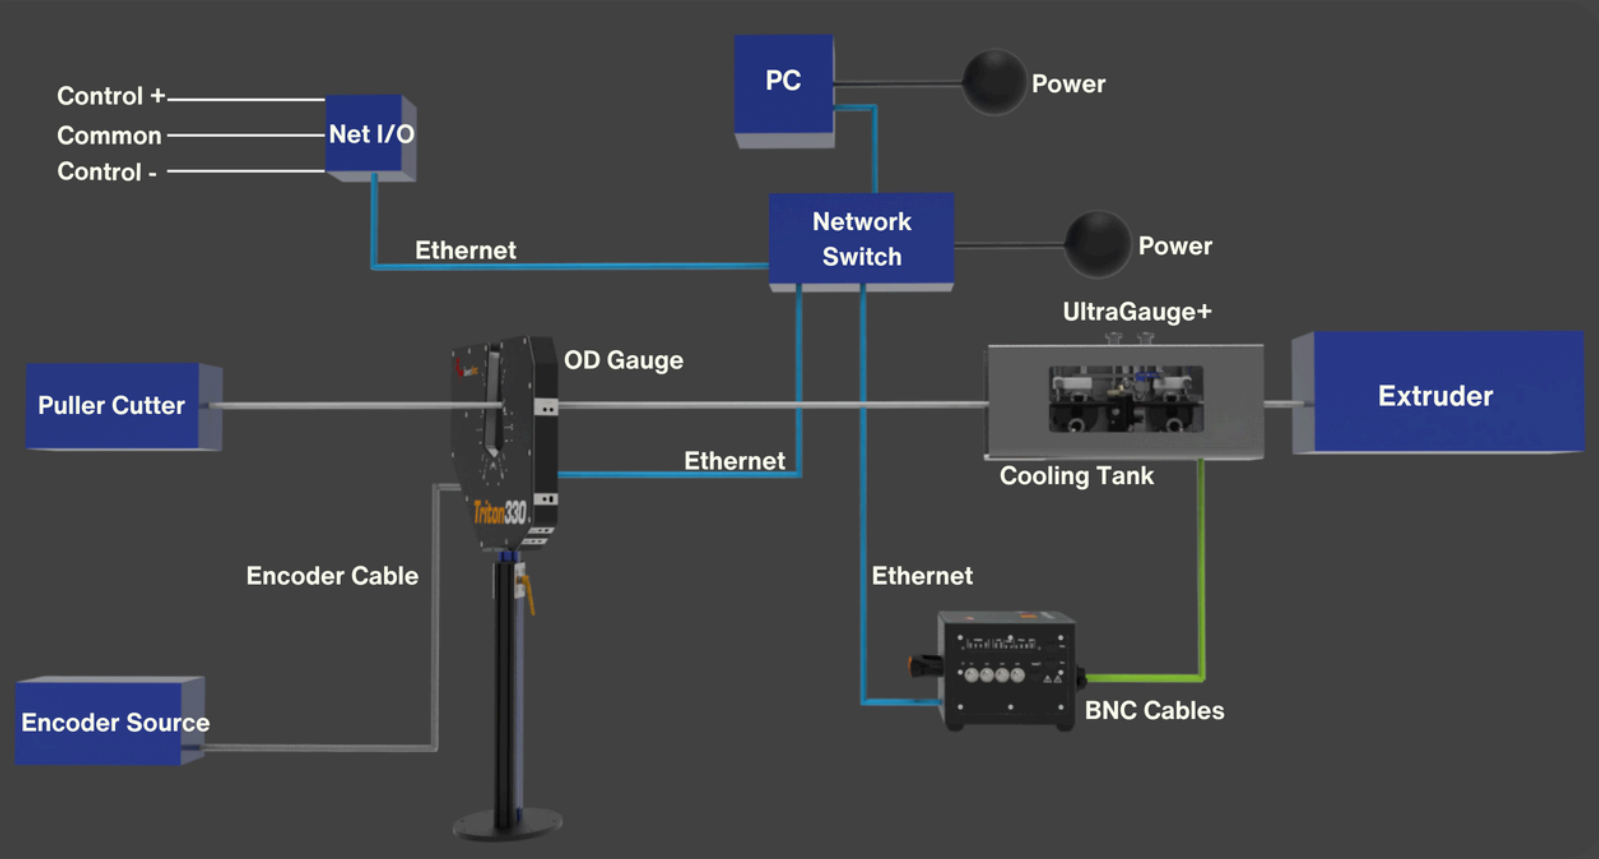 PC
Power
Control +
Common
Control -
Net I/O
Network
Switch
Power
Ethernet
UltraGauge+
OD Gauge
Puller Cutter
Extruder
Ethernet
Cooling Tank
Triton330
Encoder Cable
Ethernet
BNC Cables
Encoder Source